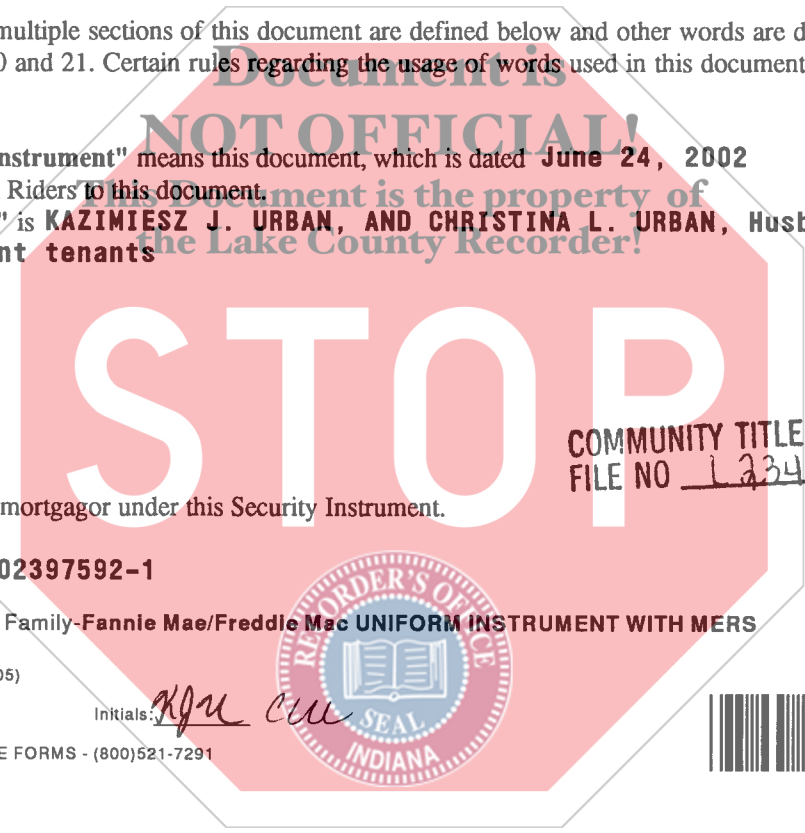 multiple sections of this document are defined below and other words are d
0 and 21. Certain rules regarding the usage of words used in this document
Document is
NOT OFFICIAL!
nstrument" means this document, which is dated June 24, 2002
Riders to this document.
This Document is the property of
" is KAZIMIESZ J. URBAN, AND CHRISTINA L. URBAN, Husb
nt tenants
the Lake County Recorder!
STOP
COMMUNITY TITLE
FILE NO 1234
mortgagor under this Security Instrument.
02397592-1
Family-Fannie Mae/Freddie Mac UNIFORM INSTRUMENT WITH MERS
05)
Initials: KJU CLU
E FORMS - (800)521-7291
RECORDER'S OFFICE
SEAL
INDIANA